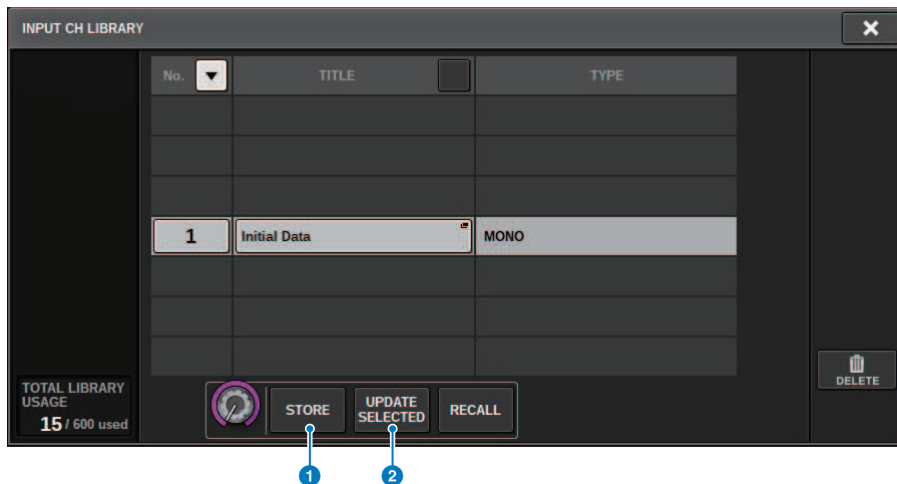 INPUT CH LIBRARY
No. TITLE TYPE
1 Initial Data MONO
DELETE
TOTAL LIBRARY
USAGE
15 / 600 used
STORE
UPDATE
SELECTED
RECALL
1 2